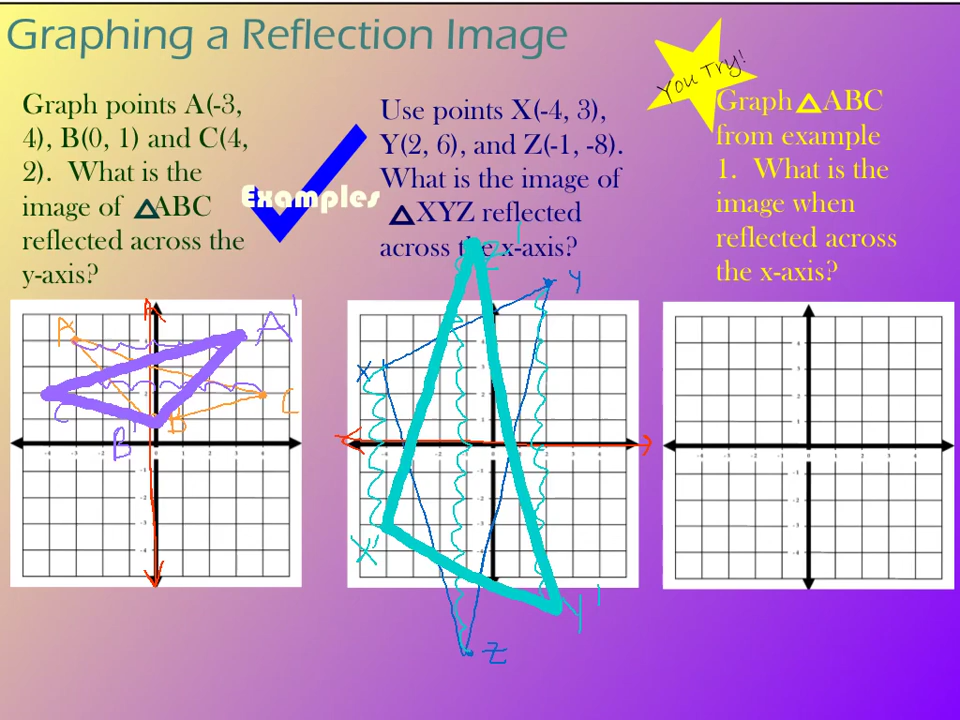 Graphing a Reflection Image
You Try!
Graph points A(-3,
4), B(0, 1) and C(4,
2). What is the
image of △ABC
reflected across the
y-axis?
Examples
Use points X(-4, 3),
Y(2, 6), and Z(-1, -8).
What is the image of
△XYZ reflected
across the x-axis?
Graph △ABC
from example
1. What is the
image when
reflected across
the x-axis?
A
A'
C'
B'
B
C
Z'
Y
X
X'
Y'
Z